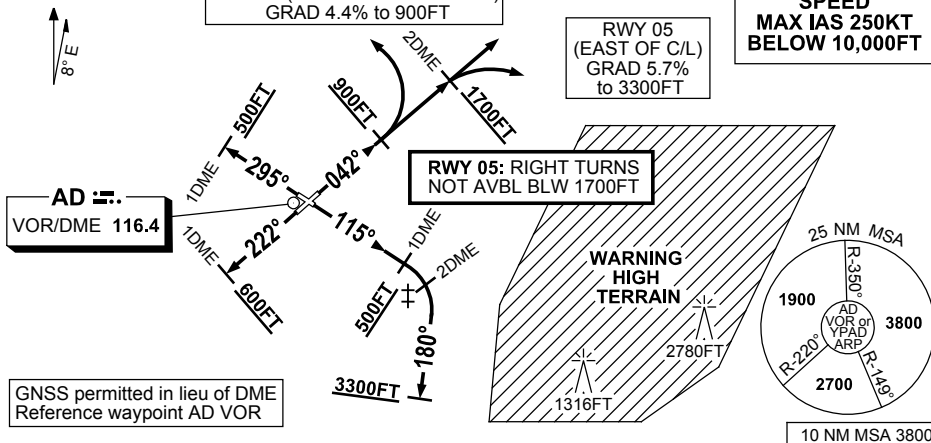 GRAD 4.4% to 900FT
SPEED
MAX IAS 250KT
BELOW 10,000FT
8° E
2DME
RWY 05
(EAST OF C/L)
GRAD 5.7%
to 3300FT
900FT
1700FT
500FT
1DME
295°
042°
RWY 05: RIGHT TURNS
NOT AVBL BLW 1700FT
AD
VOR/DME 116.4
1DME
222°
600FT
115°
1DME
2DME
500FT
180°
3300FT
WARNING
HIGH
TERRAIN
2780FT
1316FT
25 NM MSA
R-350°
1900
3800
AD
VOR or
YPAD
ARP
R-220°
R-149°
2700
GNSS permitted in lieu of DME
Reference waypoint AD VOR
10 NM MSA 3800